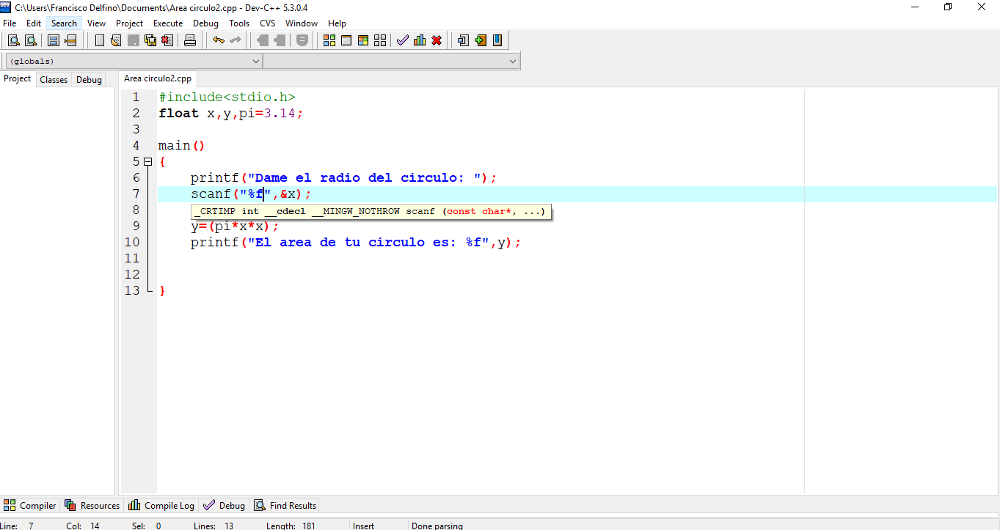 C:\Users\Francisco Delfino\Documents\Area circulo2.cpp - Dev-C++ 5.3.0.4
File Edit Search View Project Execute Debug Tools CVS Window Help
(globals)
Project Classes Debug Area circulo2.cpp
1 #include<stdio.h>
2 float x,y,pi=3.14;
3
4 main()
5 {
6 printf("Dame el radio del circulo: ");
7 scanf("%f",&x);
8 _CRTIMP int __cdecl __MINGW_NOTHROW scanf (const char*, ...)
9 y=(pi*x*x);
10 printf("El area de tu circulo es: %f",y);
11
12
13 }
Compiler Resources Compile Log Debug Find Results
Line: 7 Col: 14 Sel: 0 Lines: 13 Length: 181 Insert Done parsing